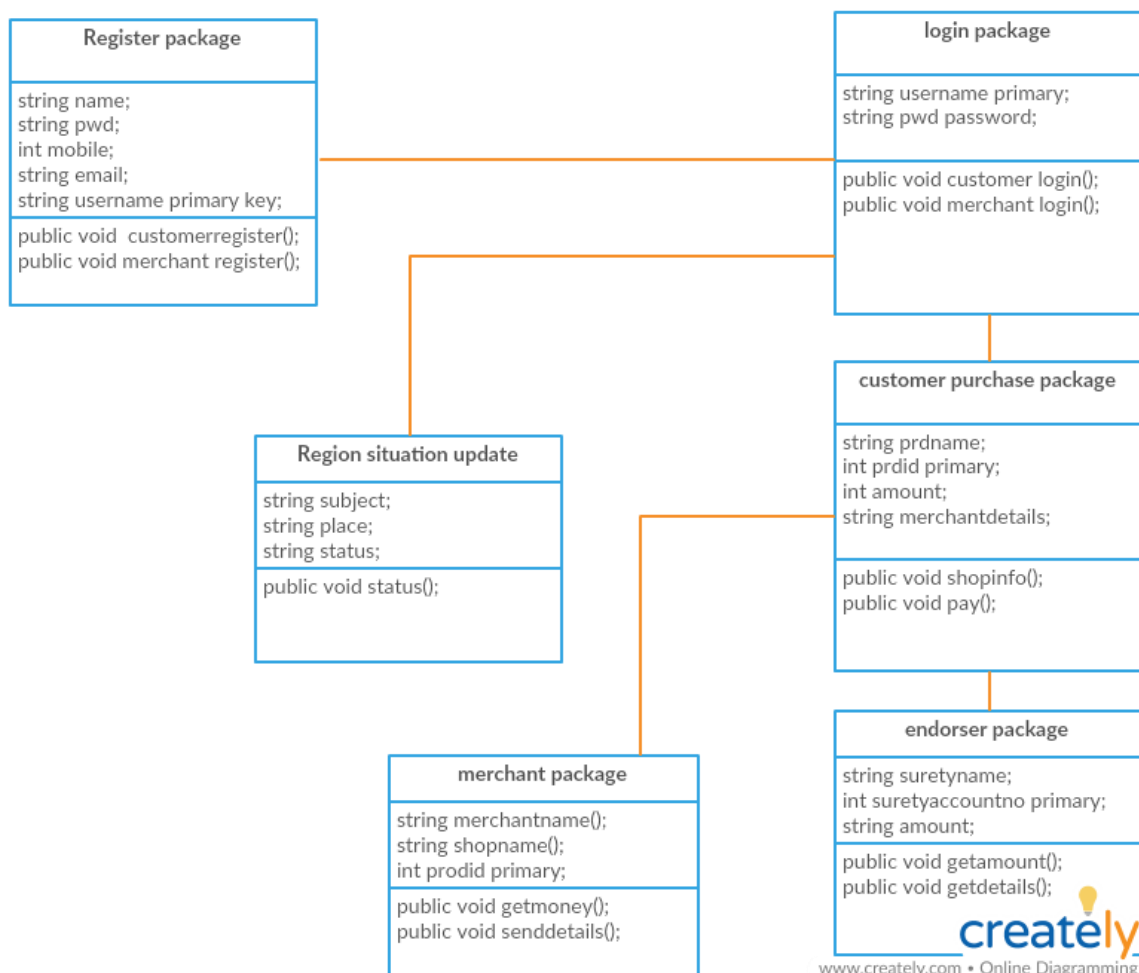 Register package
string name;
string pwd;
int mobile;
string email;
string username primary key;
public void  customerregister();
public void merchant register();
login package
string username primary;
string pwd password;
public void customer login();
public void merchant login();
customer purchase package
string prdname;
int prdid primary;
int amount;
string merchantdetails;
public void shopinfo();
public void pay();
Region situation update
string subject;
string place;
string status;
public void status();
endorser package
string suretyname;
int suretyaccountno primary;
string amount;
public void getamount();
public void getdetails();
merchant package
string merchantname();
string shopname();
int prodid primary;
public void getmoney();
public void senddetails();
creately
www.creately.com • Online Diagramming